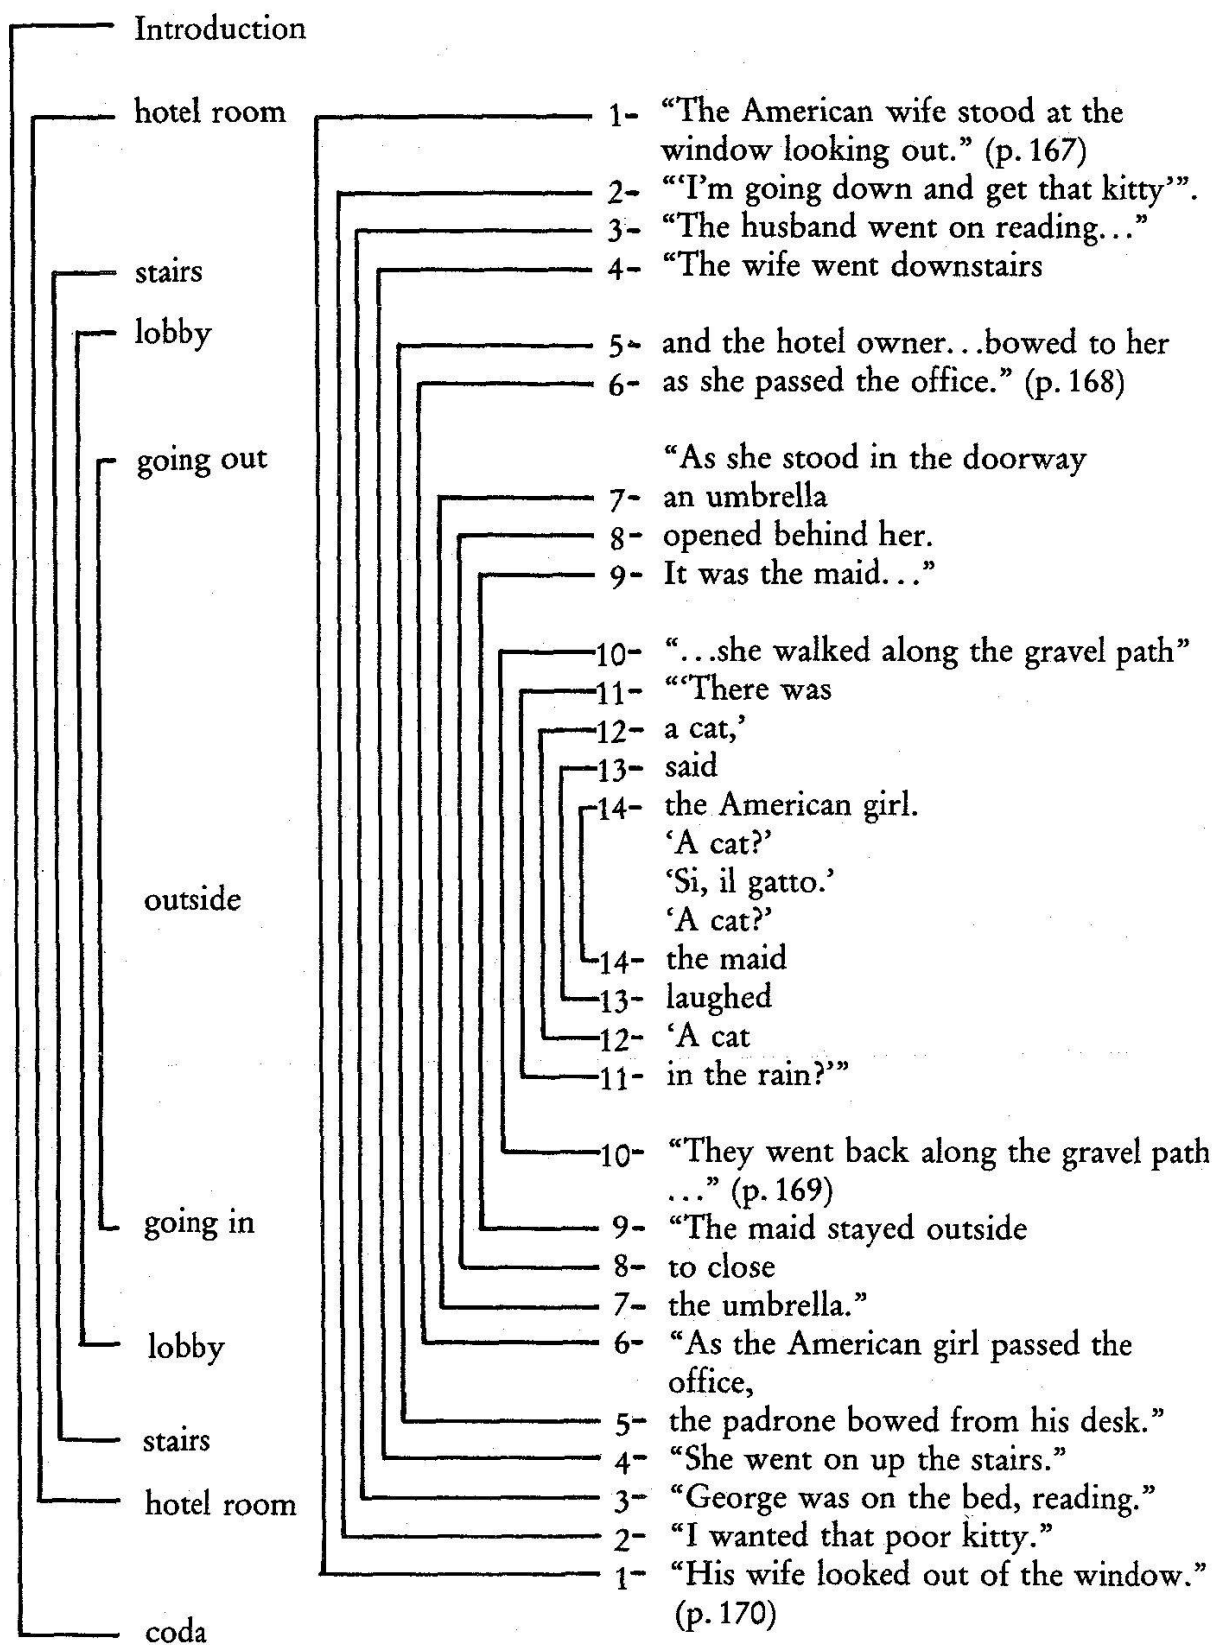 Introduction
hotel room 1- “The American wife stood at the
window looking out.” (p. 167)
2- “‘I’m going down and get that kitty’”.
3- “The husband went on reading...”
stairs 4- “The wife went downstairs
lobby
5- and the hotel owner...bowed to her
6- as she passed the office.” (p. 168)
going out “As she stood in the doorway
7- an umbrella
8- opened behind her.
9- It was the maid...”
10- “...she walked along the gravel path”
11- “‘There was
12- a cat,’
13- said
14- the American girl.
‘A cat?’
‘Si, il gatto.’
outside
‘A cat?’
14- the maid
13- laughed
12- ‘A cat
11- in the rain?’”
10- “They went back along the gravel path
...” (p. 169)
going in 9- “The maid stayed outside
8- to close
7- the umbrella.”
lobby 6- “As the American girl passed the
office,
5- the padrone bowed from his desk.”
stairs 4- “She went on up the stairs.”
hotel room 3- “George was on the bed, reading.”
2- “I wanted that poor kitty.”
1- “His wife looked out of the window.”
(p. 170)
coda